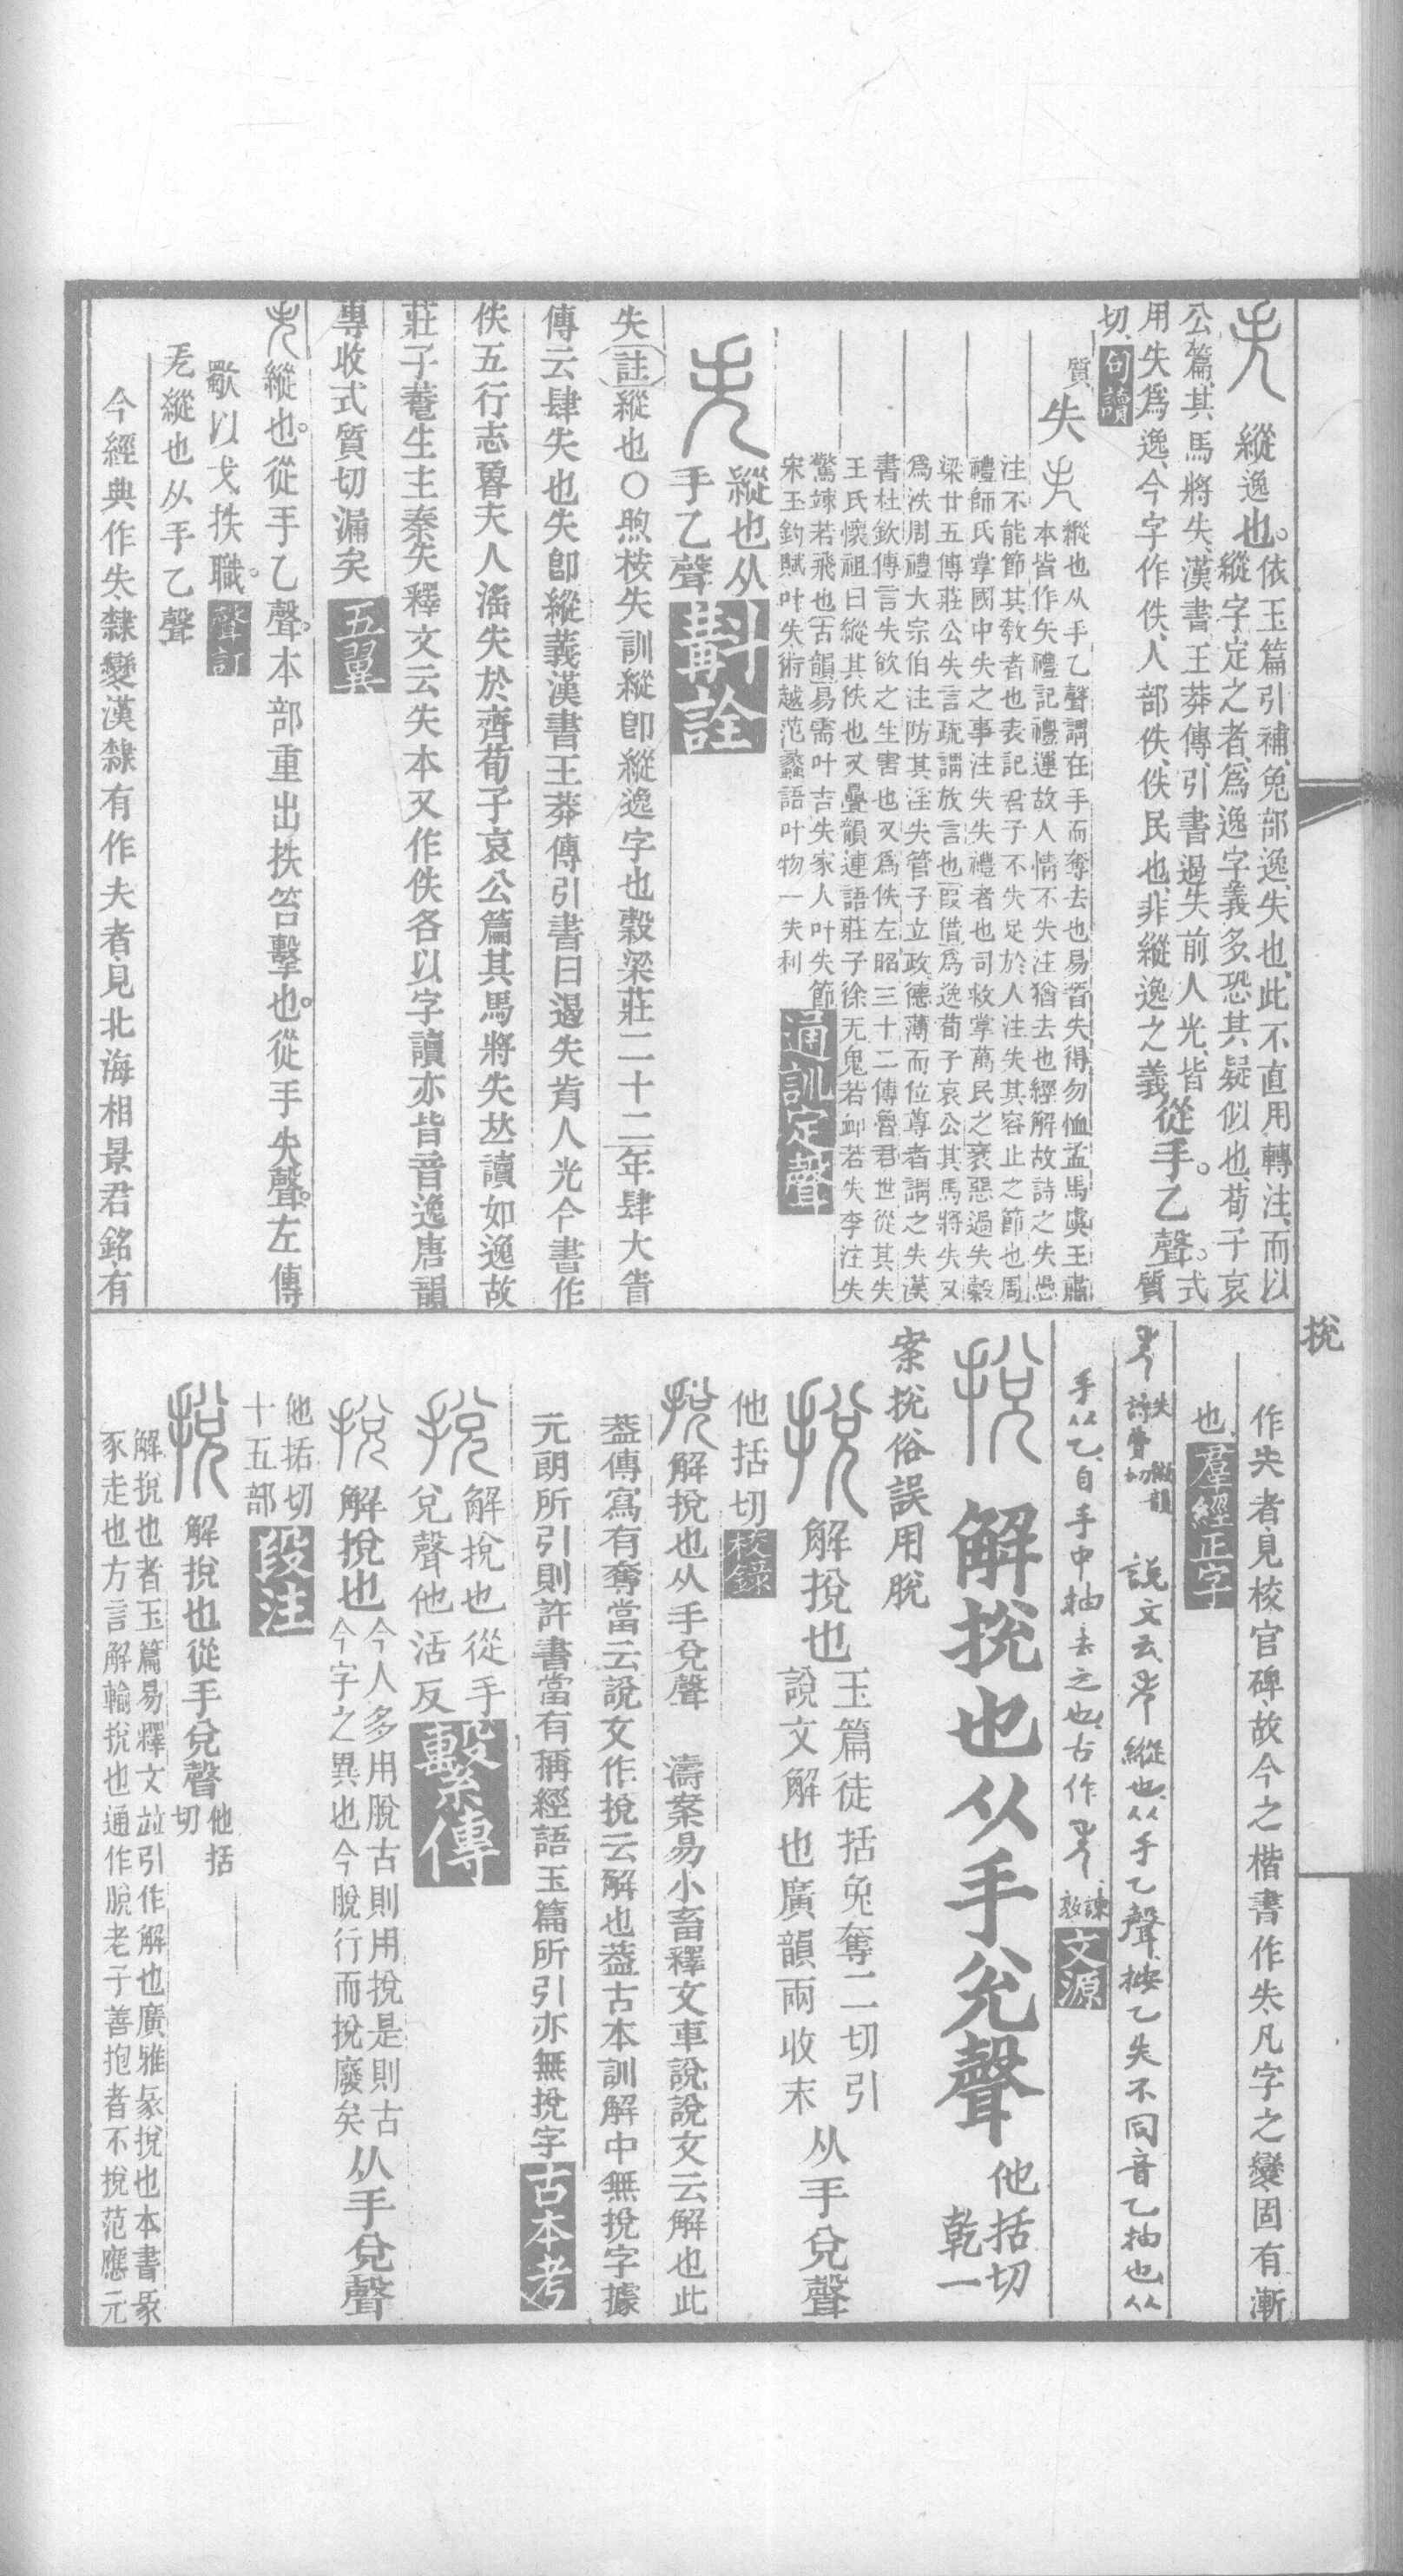 縱逸也。依玉篇引補、兔部逸、失也、此不直用轉注、而以
縱字定之者、爲逸字義多、恐其疑似也、荀子哀
公篇、其馬將失、漢書王莽傳、引書遏失前人光、皆
用失爲逸、今字作佚、人部佚、佚民也、非縱逸之義從手。乙聲。式質
切、句讀
質失
縱也从手乙聲謂在手而奪去也易晉失得勿恤孟馬虞王肅
本皆作矢禮記禮運故人情不失注猶去也經解故詩之失愚
注不能節其敎者也表記君子不失足於人注失其容止之節也周
禮師氏掌國中失之事注失失禮者也司救掌萬民之衺惡過失穀
梁廿五傳莊公失言疏謂放言也叚借爲逸荀子哀公其馬將失又
爲泆周禮大宗伯注防其淫失管子立政德薄而位尊者謂之失漢
書杜欽傳言失欲之生害也又爲佚左昭三十二傳魯君世從其失
王氏懷祖曰縱其佚也又疊韻連語莊子徐无鬼若卹若失李注失
驚竦若飛也古韻易需叶吉失家人叶失節
宋玉釣賦叶失術越范蠡語叶物一失利
通訓定聲
縱也从
手乙聲
斠詮
失註縱也○煦桉失訓縱卽縱逸字也穀梁莊二十二年肆大眚
傳云肆失也失卽縱義漢書王莽傳引書曰遏失歬人光今書作
佚五行志魯夫人滛失於齊荀子哀公篇其馬將失竝讀如逸故
莊子養生主秦失釋文云失本又作佚各以字讀亦皆音逸唐韻
專收式質切漏矣五翼
縱也。從手乙聲。本部重出抶笞擊也。從手失聲。左傳
歜以戈抶職。聲訂
縱也从手乙聲
今經典作失隸變漢隸有作夫者見北海相景君銘有
作失者見校官碑故今之楷書作失凡字之變固有漸
也羣經正字
說文云縱也从手乙聲按乙失不同音乙抽也从
手从乙自手中抽去之也古作
文源
挩
解挩也从手兌聲他括切
乾一
案挩俗誤用脫
解挩也玉篇徒括兔奪二切引
說文解也廣韻兩收末从手兌聲
他括切校錄
解挩也从手兌聲 濤案易小畜釋文車說說文云解也此
葢傳寫有奪當云說文作挩云解也葢古本訓解中無挩字據
元朗所引則許書當有稱經語玉篇所引亦無挩字古本考
解挩也從手
兌聲他活反
繫傳
解挩也今人多用脫古則用挩是則古
今字之異也今脫行而挩廢矣从手兌聲
他括切
十五部
段注
解挩也從手兌聲他括
切
解挩也者玉篇易釋文竝引作解也廣雅彖挩也本書彖
豕走也方言解輸挩也通作脫老子善抱者不挩范應元